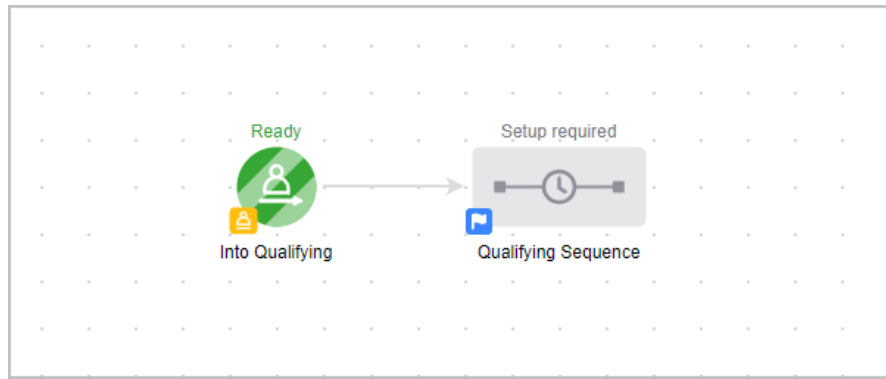 Ready
Setup required
Into Qualifying
Qualifying Sequence